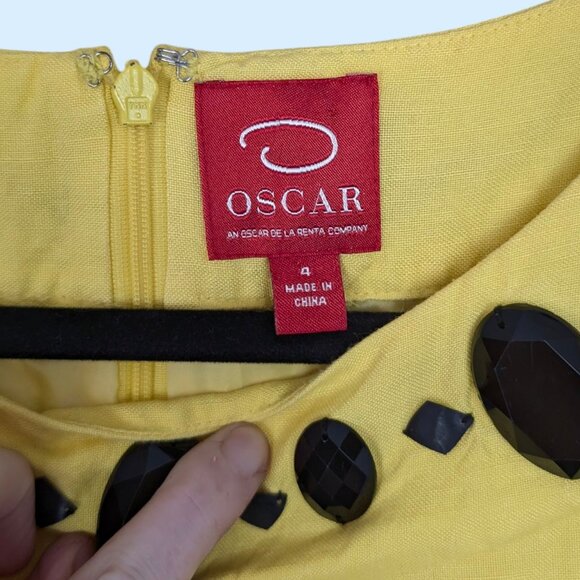 OSCAR
AN OSCAR DE LA RENTA COMPANY
4
MADE IN
CHINA